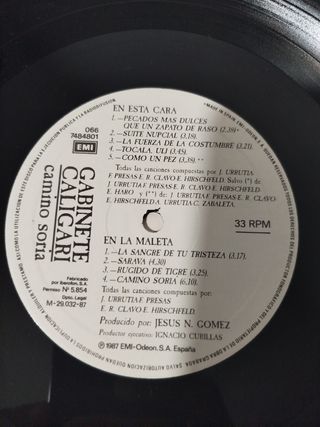 EN ESTA CARA
1.—PECADOS MAS DULCES
QUE UN ZAPATO DE RASO (2.39)*
2.—SUITE NUPCIAL (3.18).
3.—LA FUERZA DE LA COSTUMBRE (3.21).
4.—TOCALA, ULI (3.45).
5.—COMO UN PEZ (3.38)**
Todas las canciones compuestas por J. URRUTIA
F. PRESAS E. R. CLAVO E. HIRSCHFELD. Salvo (*) de
J. URRUTIA F. PRESAS E. R. CLAVO E. HIRSCHFELD
E. HARO y (**) de J. URRUTIA F. PRESAS E. R. CLAVO
E. HIRSCHFELD A. URRUTIA C. ZABALETA.
066
7484801
EMI
GABINETE
CALIGARI
camino soria
Fabricado
por Iberofón, S.A.
Permiso Nº 5.854
Dpto. Legal
M-29.032-87
33 RPM
EN LA MALETA
1.—LA SANGRE DE TU TRISTEZA (3.17).
2.—SARAVA (4.30)
3.—RUGIDO DE TIGRE (3.25).
4.—CAMINO SORIA (6.10).
Todas las canciones compuestas por:
J. URRUTIA F. PRESAS
E. R. CLAVO E. HIRSCHFELD.
Producido por: JESUS N. GOMEZ
Productor ejecutivo: IGNACIO CUBILLAS
℗ 1987 EMI-Odeon. S.A. España